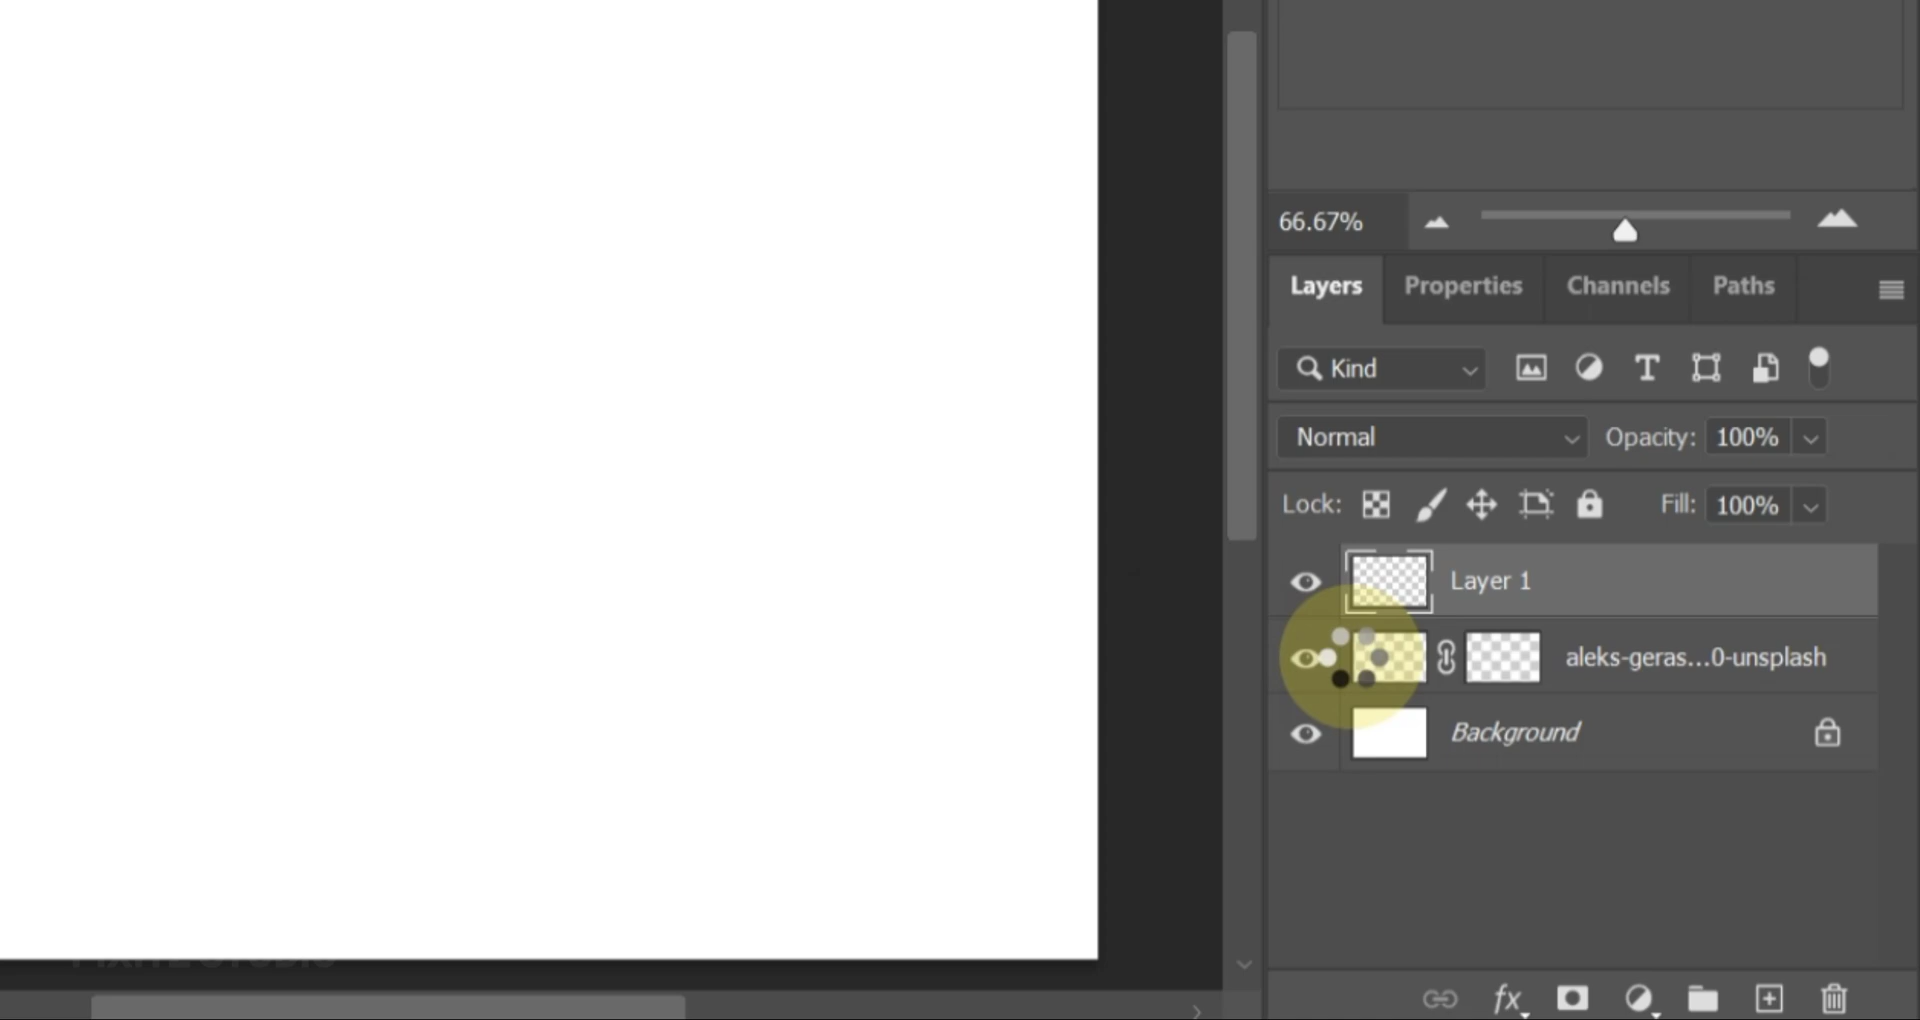 66.67%
Layers Properties Channels Paths
Kind
Normal Opacity: 100%
Lock: Fill: 100%
Layer 1
aleks-geras...0-unsplash
Background
fx